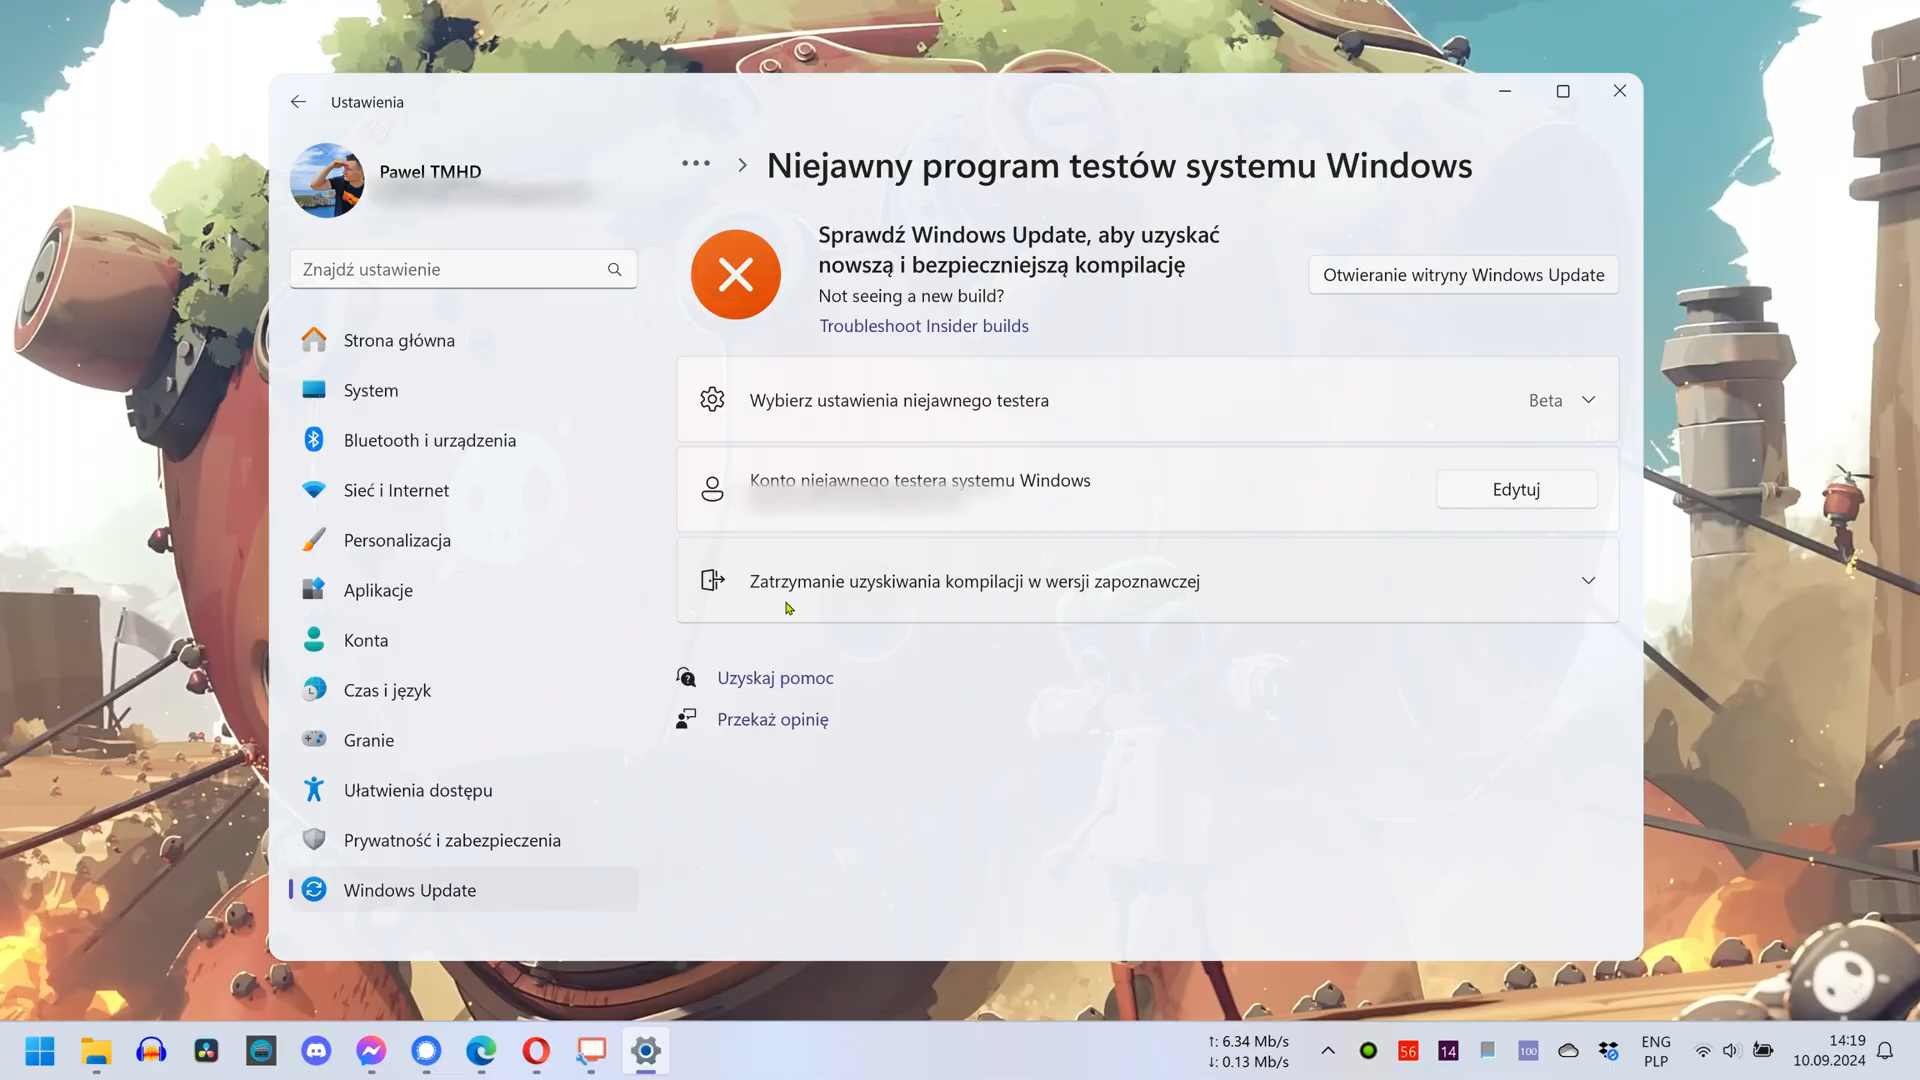 Ustawienia
Pawel TMHD
Znajdź ustawienie
Strona główna
System
Bluetooth i urządzenia
Sieć i Internet
Personalizacja
Aplikacje
Konta
Czas i język
Granie
Ułatwienia dostępu
Prywatność i zabezpieczenia
Windows Update
Niejawny program testów systemu Windows
Sprawdź Windows Update, aby uzyskać
nowszą i bezpieczniejszą kompilację
Not seeing a new build?
Troubleshoot Insider builds
Otwieranie witryny Windows Update
Wybierz ustawienia niejawnego testera
Beta
Konto niejawnego testera systemu Windows
Edytuj
Zatrzymanie uzyskiwania kompilacji w wersji zapoznawczej
Uzyskaj pomoc
Przekaż opinię
↑: 6.34 Mb/s
↓: 0.13 Mb/s
56
14
100
ENG
PLP
14:19
10.09.2024